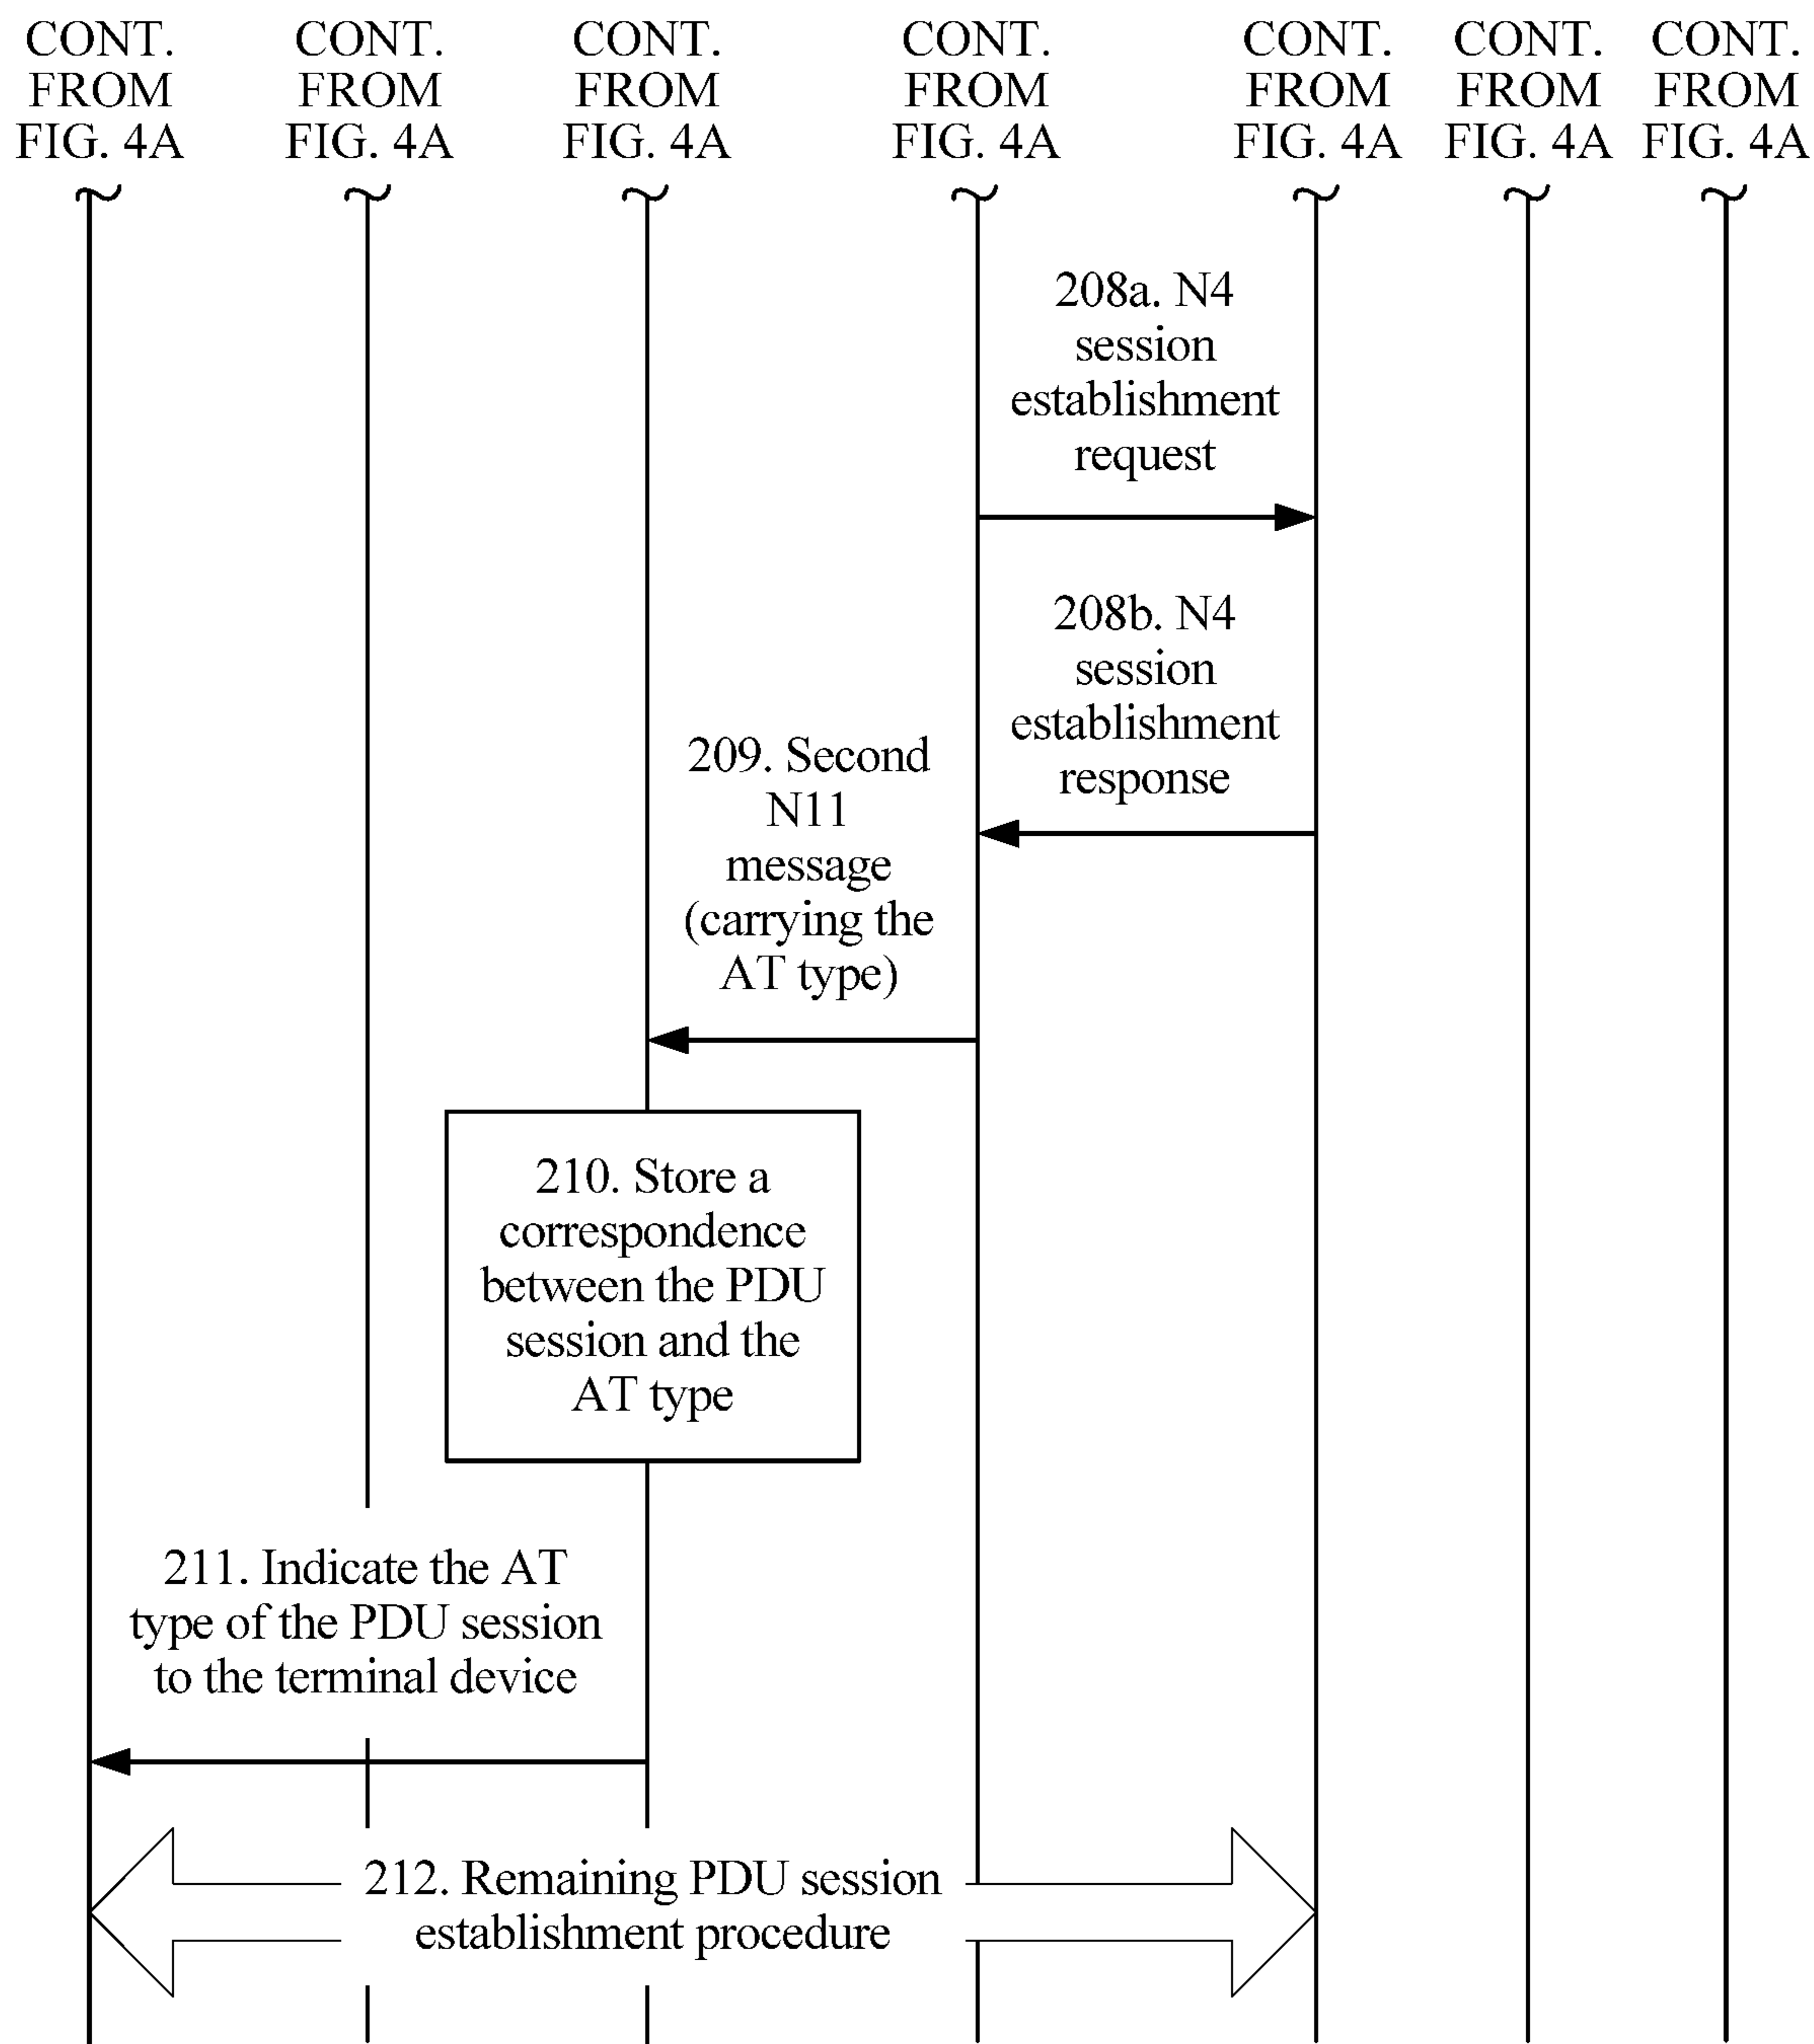 CONT.
FROM
FIG. 4A
CONT.
FROM
FIG. 4A
CONT.
FROM
FIG. 4A
CONT.
FROM
FIG. 4A
CONT.
FROM
FIG. 4A
CONT.
FROM
FIG. 4A
CONT.
FROM
FIG. 4A
208a. N4
session
establishment
request
208b. N4
session
establishment
response
209. Second
N11
message
(carrying the
AT type)
210. Store a
correspondence
between the PDU
session and the
AT type
211. Indicate the AT
type of the PDU session
to the terminal device
212. Remaining PDU session
establishment procedure